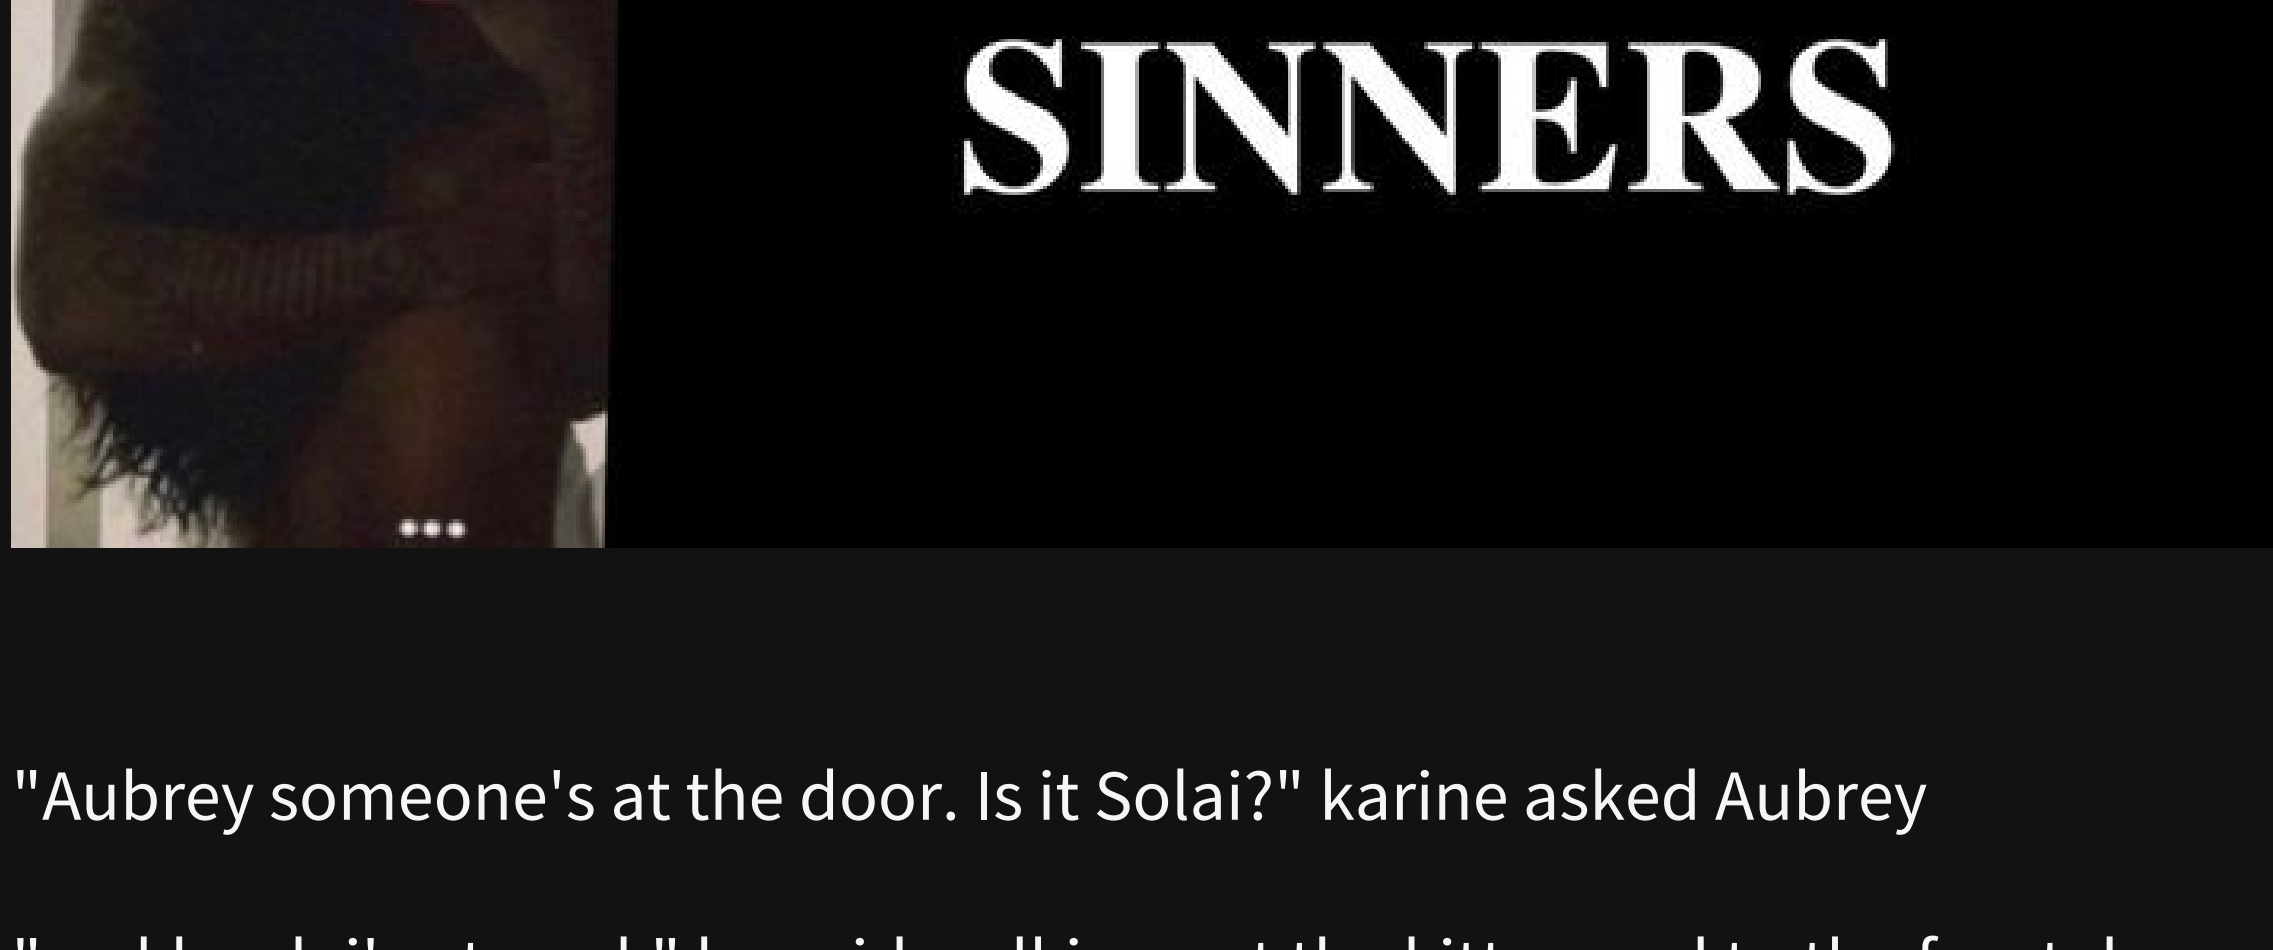 SINNERS
"Aubrey someone's at the door. Is it Solai?" karine asked Aubrey